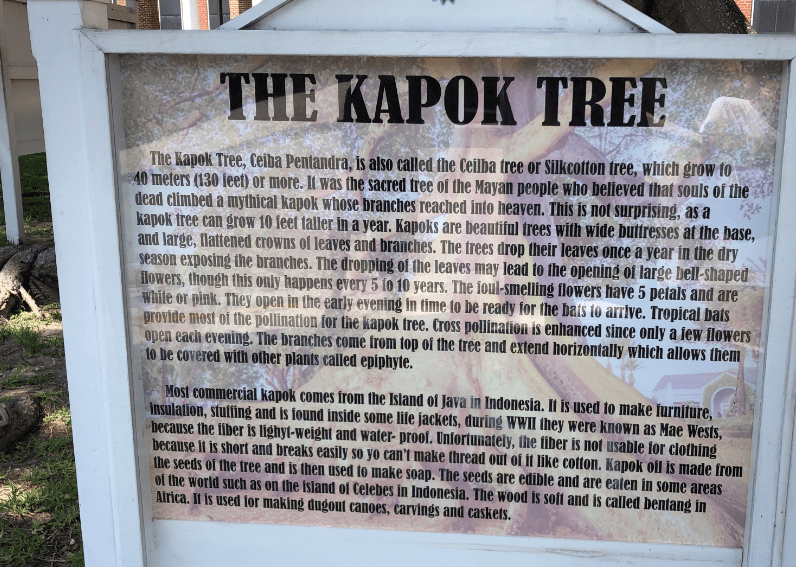 THE KAPOK TREE
The Kapok Tree, Ceiba Pentandra, is also called the Ceilba tree or Silkcotton tree, which grow to
40 meters (130 feet) or more. It was the sacred tree of the Mayan people who believed that souls of the
dead climbed a mythical kapok whose branches reached into heaven. This is not surprising, as a
kapok tree can grow 10 feet taller in a year. Kapoks are beautiful trees with wide buttresses at the base,
and large, flattened crowns of leaves and branches. The trees drop their leaves once a year in the dry
season exposing the branches. The dropping of the leaves may lead to the opening of large bell-shaped
flowers, though this only happens every 5 to 10 years. The foul-smelling flowers have 5 petals and are
white or pink. They open in the early evening in time to be ready for the bats to arrive. Tropical bats
provide most of the pollination for the kapok tree. Cross pollination is enhanced since only a few flowers
open each evening. The branches come from top of the tree and extend horizontally which allows them
to be covered with other plants called epiphyte.
Most commercial kapok comes from the Island of Java in Indonesia. It is used to make furniture,
insulation, stuffing and is found inside some life jackets, during WWII they were known as Mae Wests,
because the fiber is lighyt-weight and water- proof. Unfortunately, the fiber is not usable for clothing
because it is short and breaks easily so yo can't make thread out of it like cotton. Kapok oil is made from
the seeds of the tree and is then used to make soap. The seeds are edible and are eaten in some areas
of the world such as on the island of Celebes in Indonesia. The wood is soft and is called bentang in
Africa. It is used for making dugout canoes, carvings and caskets.